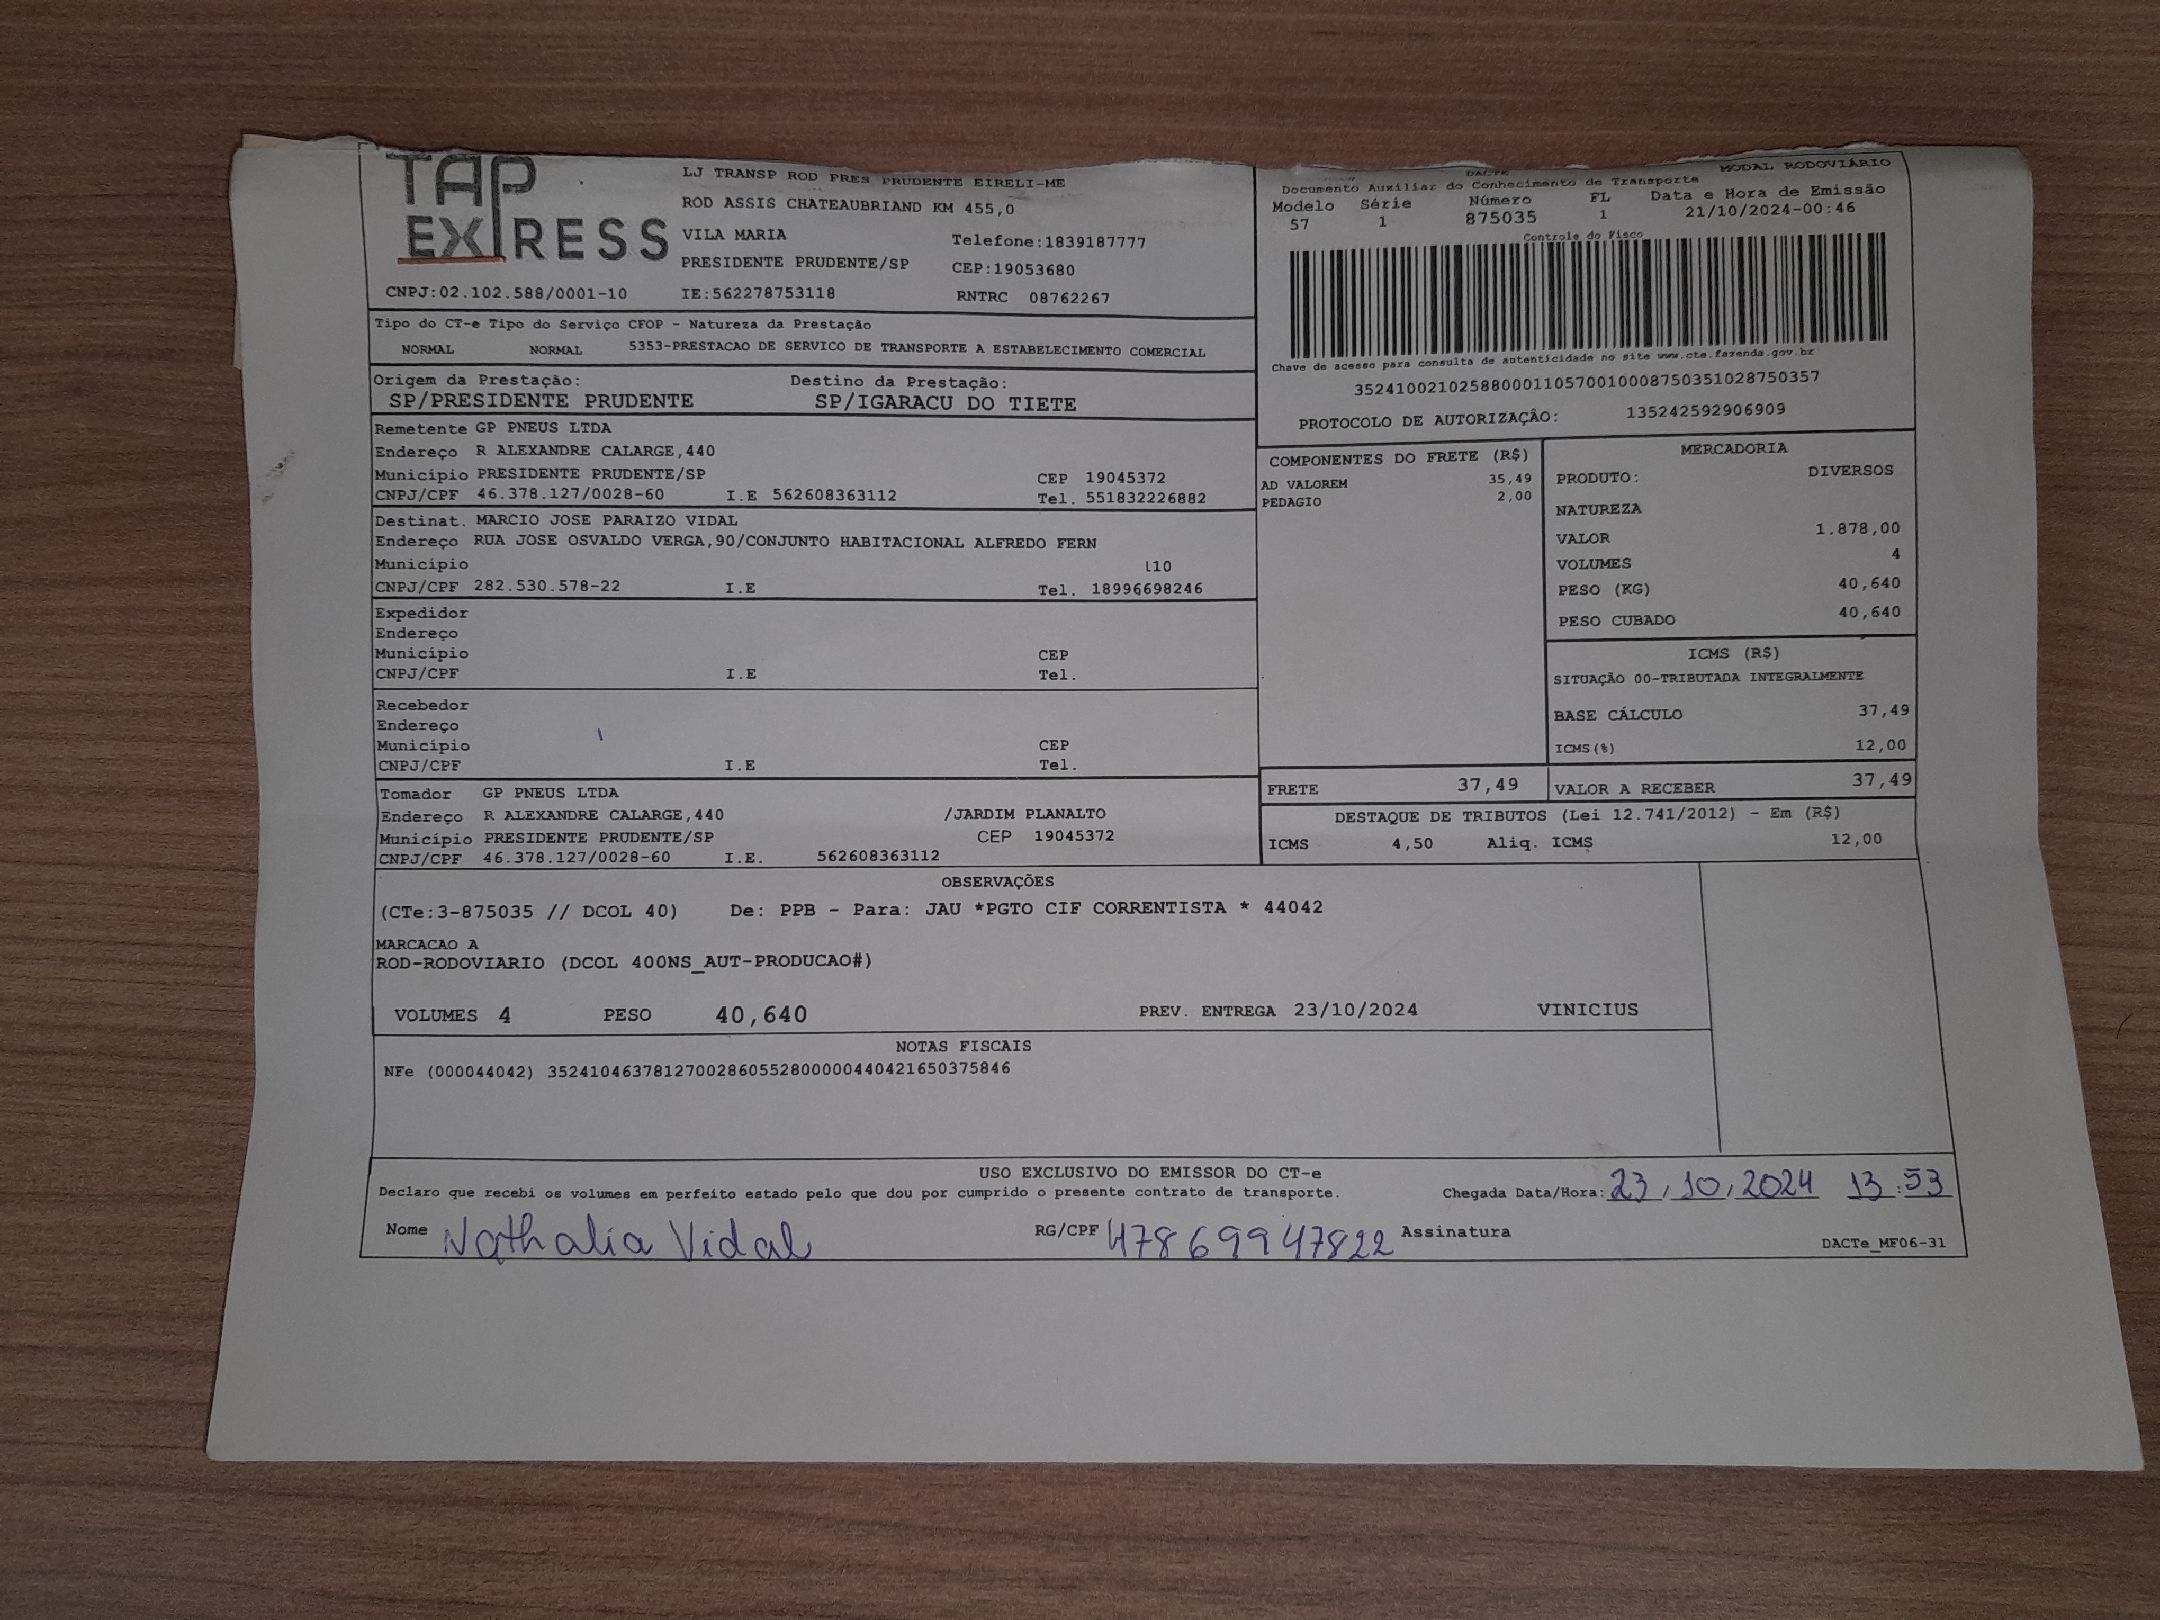 TAP EXPRESS
LJ TRANSP ROD PRES PRUDENTE EIRELI-ME
ROD ASSIS CHATEAUBRIAND KM 455,0
VILA MARIA Telefone:1839187777
PRESIDENTE PRUDENTE/SP CEP:19053680
CNPJ:02.102.588/0001-10 IE:562278753118 RNTRC 08762267
DACTE MODAL RODOVIÁRIO
Documento Auxiliar do Conhecimento de Transporte
Modelo Série Número FL Data e Hora de Emissão
57 1 875035 1 21/10/2024-00:46
Controle do Fisco
Chave de acesso para consulta de autenticidade no site www.cte.fazenda.gov.br
35241002102588000110570010008750351028750357
PROTOCOLO DE AUTORIZAÇÂO: 135242592906909
Tipo do CT-e Tipo do Serviço CFOP - Natureza da Prestação
NORMAL NORMAL 5353-PRESTACAO DE SERVICO DE TRANSPORTE A ESTABELECIMENTO COMERCIAL
Origem da Prestação: Destino da Prestação:
SP/PRESIDENTE PRUDENTE SP/IGARACU DO TIETE
Remetente GP PNEUS LTDA
Endereço R ALEXANDRE CALARGE,440
Município PRESIDENTE PRUDENTE/SP CEP 19045372
CNPJ/CPF 46.378.127/0028-60 I.E 562608363112 Tel. 551832226882
Destinat. MARCIO JOSE PARAIZO VIDAL
Endereço RUA JOSE OSVALDO VERGA,90/CONJUNTO HABITACIONAL ALFREDO FERN
Município 110
CNPJ/CPF 282.530.578-22 I.E Tel. 18996698246
Expedidor
Endereço
Município CEP
CNPJ/CPF I.E Tel.
Recebedor
Endereço
Município CEP
CNPJ/CPF I.E Tel.
Tomador GP PNEUS LTDA
Endereço R ALEXANDRE CALARGE,440 /JARDIM PLANALTO
Município PRESIDENTE PRUDENTE/SP CEP 19045372
CNPJ/CPF 46.378.127/0028-60 I.E. 562608363112
COMPONENTES DO FRETE (R$)
AD VALOREM 35,49
PEDAGIO 2,00
MERCADORIA
PRODUTO: DIVERSOS
NATUREZA
VALOR 1.878,00
VOLUMES 4
PESO (KG) 40,640
PESO CUBADO 40,640
ICMS (R$)
SITUAÇÃO 00-TRIBUTADA INTEGRALMENTE
BASE CÁLCULO 37,49
ICMS(%) 12,00
FRETE 37,49 VALOR A RECEBER 37,49
DESTAQUE DE TRIBUTOS (Lei 12.741/2012) - Em (R$)
ICMS 4,50 Aliq. ICMS 12,00
OBSERVAÇÕES
(CTe:3-875035 // DCOL 40) De: PPB - Para: JAU *PGTO CIF CORRENTISTA * 44042
MARCACAO A
ROD-RODOVIARIO (DCOL 400NS_AUT-PRODUCAO#)
VOLUMES 4 PESO 40,640 PREV. ENTREGA 23/10/2024 VINICIUS
NOTAS FISCAIS
NFe (000044042) 35241046378127002860552800000440421650375846
USO EXCLUSIVO DO EMISSOR DO CT-e
Declaro que recebi os volumes em perfeito estado pelo que dou por cumprido o presente contrato de transporte. Chegada Data/Hora: 23,10,2024 13:53
Nome Nathalia Vidal RG/CPF 47869947822 Assinatura
DACTe_MF06-31